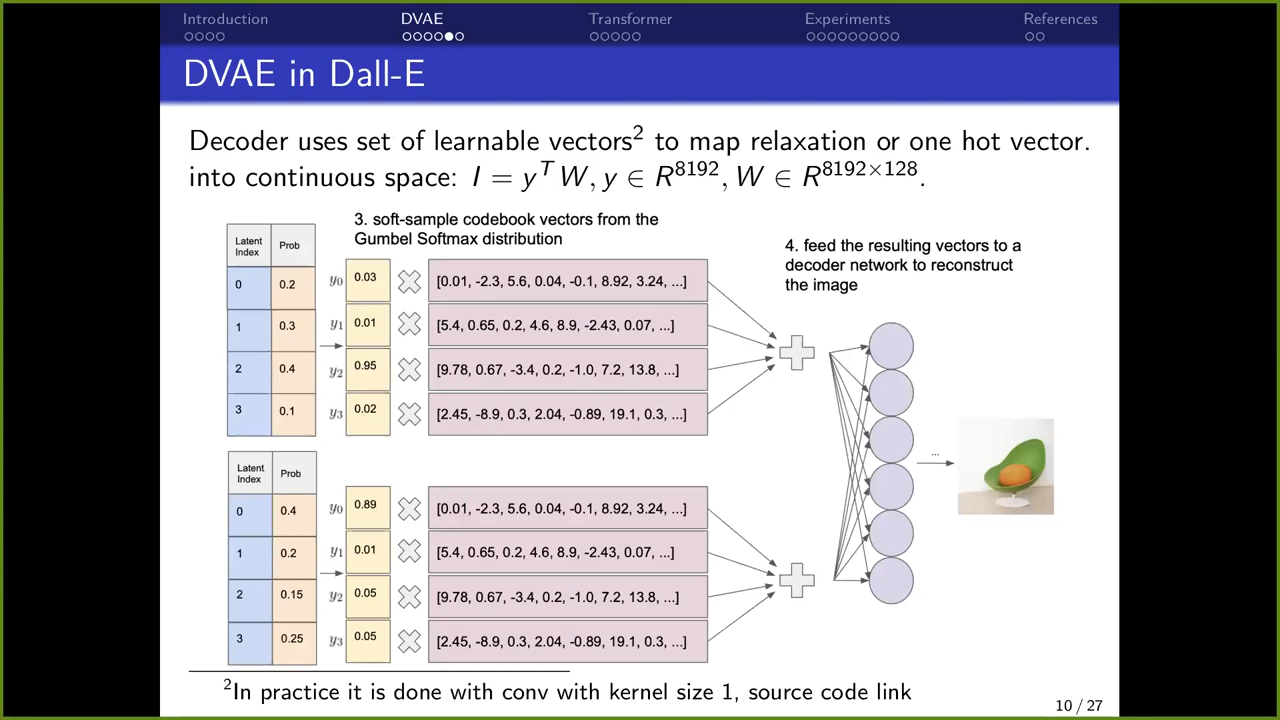 Introduction DVAE Transformer Experiments References
DVAE in Dall-E
Decoder uses set of learnable vectors² to map relaxation or one hot vector.
into continuous space: I = yᵀW, y ∈ R⁸¹⁹², W ∈ R⁸¹⁹²ˣ¹²⁸.
3. soft-sample codebook vectors from the
Gumbel Softmax distribution
4. feed the resulting vectors to a
decoder network to reconstruct
the image
Latent
Index
Prob
0 0.2 y₀ 0.03 [0.01, -2.3, 5.6, 0.04, -0.1, 8.92, 3.24, ...]
1 0.3 y₁ 0.01 [5.4, 0.65, 0.2, 4.6, 8.9, -2.43, 0.07, ...]
2 0.4 y₂ 0.95 [9.78, 0.67, -3.4, 0.2, -1.0, 7.2, 13.8, ...]
3 0.1 y₃ 0.02 [2.45, -8.9, 0.3, 2.04, -0.89, 19.1, 0.3, ...]
...
Latent
Index
Prob
0 0.4 y₀ 0.89 [0.01, -2.3, 5.6, 0.04, -0.1, 8.92, 3.24, ...]
1 0.2 y₁ 0.01 [5.4, 0.65, 0.2, 4.6, 8.9, -2.43, 0.07, ...]
2 0.15 y₂ 0.05 [9.78, 0.67, -3.4, 0.2, -1.0, 7.2, 13.8, ...]
3 0.25 y₃ 0.05 [2.45, -8.9, 0.3, 2.04, -0.89, 19.1, 0.3, ...]
²In practice it is done with conv with kernel size 1, source code link
10 / 27